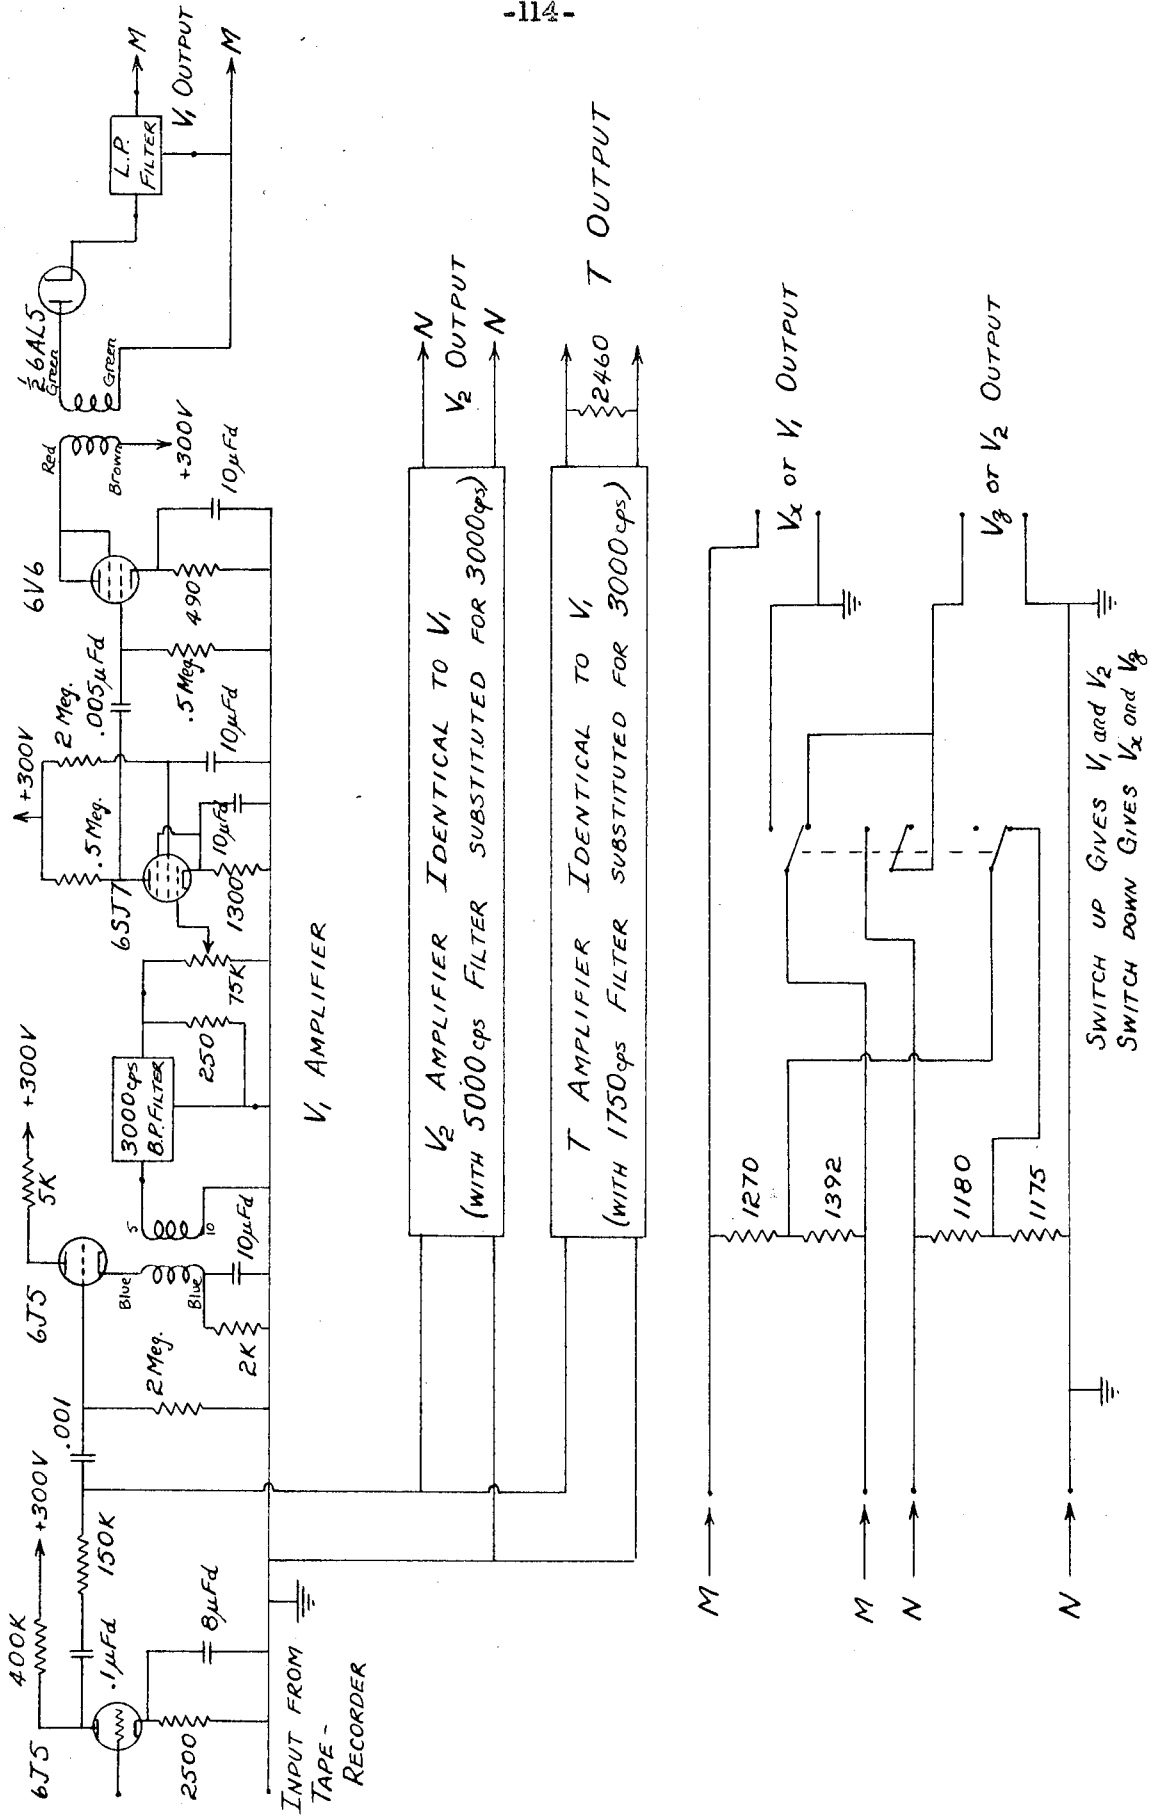 -114-
6J5
400K
+300V
.1μFd
150K
.001
2500
8μFd
INPUT FROM
TAPE-
RECORDER
6J5
5K
+300V
2 Meg.
2K
Blue
Blue
10μFd
5
10
3000cps
B.P. FILTER
250
75K
V₁ AMPLIFIER
6SJ7
.5 Meg.
+300V
2 Meg.
.005μFd
1300
10μFd
10μFd
.5 Meg.
6V6
490
10μFd
Red
Brown
+300V
½ 6AL5
Green
Green
L.P.
FILTER
M
V₁ OUTPUT
M
V₂ AMPLIFIER IDENTICAL TO V₁
(WITH 5000cps FILTER SUBSTITUTED FOR 3000cps)
N
V₂ OUTPUT
N
T AMPLIFIER IDENTICAL TO V₁
(WITH 1750cps FILTER SUBSTITUTED FOR 3000cps)
2460
T OUTPUT
M
M
N
N
1270
1392
1180
1175
Vx or V₁ OUTPUT
Vz or V₂ OUTPUT
SWITCH UP GIVES V₁ and V₂
SWITCH DOWN GIVES Vx and Vz